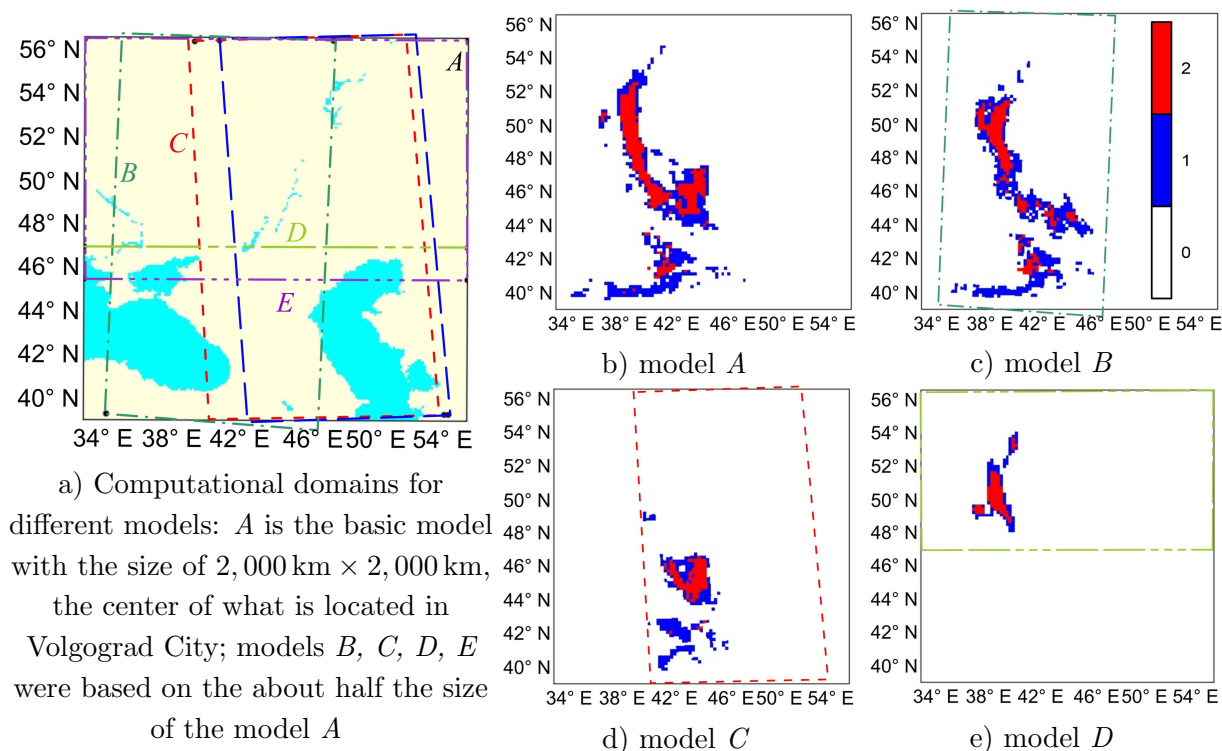 56° N
54° N
52° N
50° N
48° N
46° N
44° N
42° N
40° N
34° E 38° E 42° E 46° E 50° E 54° E
A
B
C
D
E
a) Computational domains for
different models: A is the basic model
with the size of 2,000 km × 2,000 km,
the center of what is located in
Volgograd City; models B, C, D, E
were based on the about half the size
of the model A
56° N
54° N
52° N
50° N
48° N
46° N
44° N
42° N
40° N
34° E 38° E 42° E 46° E50° E 54° E
b) model A
56° N
54° N
52° N
50° N
48° N
46° N
44° N
42° N
40° N
34° E 38° E 42° E 46° E50° E 54° E
2
1
0
c) model B
56° N
54° N
52° N
50° N
48° N
46° N
44° N
42° N
40° N
34° E 38° E 42° E 46° E 50° E 54° E
d) model C
56° N
54° N
52° N
50° N
48° N
46° N
44° N
42° N
40° N
34° E 38° E 42° E 46° E 50° E 54° E
e) model D